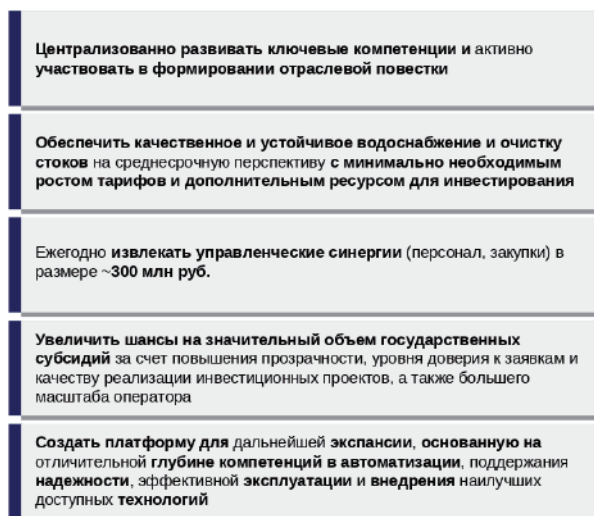 Централизованно развивать ключевые компетенции и активно
участвовать в формировании отраслевой повестки
Обеспечить качественное и устойчивое водоснабжение и очистку
стоков на среднесрочную перспективу с минимально необходимым
ростом тарифов и дополнительным ресурсом для инвестирования
Ежегодно извлекать управленческие синергии (персонал, закупки) в
размере ~300 млн руб.
Увеличить шансы на значительный объем государственных
субсидий за счет повышения прозрачности, уровня доверия к заявкам и
качеству реализации инвестиционных проектов, а также большего
масштаба оператора
Создать платформу для дальнейшей экспансии, основанную на
отличительной глубине компетенций в автоматизации, поддержания
надежности, эффективной эксплуатации и внедрения наилучших
доступных технологий